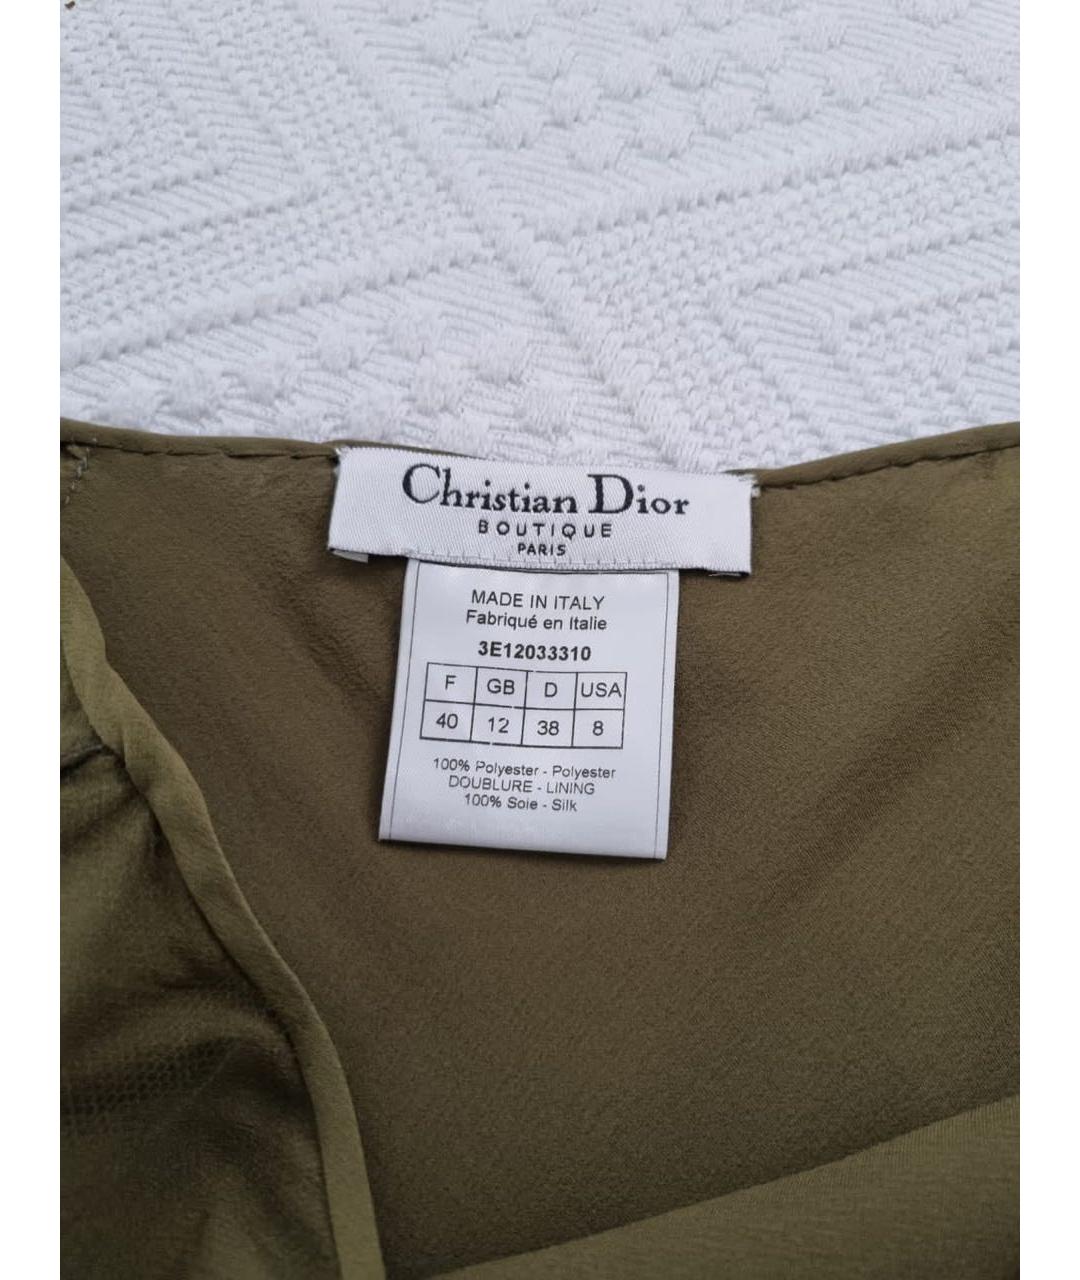 Christian Dior
BOUTIQUE
PARIS
MADE IN ITALY
Fabriqué en Italie
3E12033310
F GB D USA
40 12 38 8
100% Polyester - Polyester
DOUBLURE - LINING
100% Soie - Silk